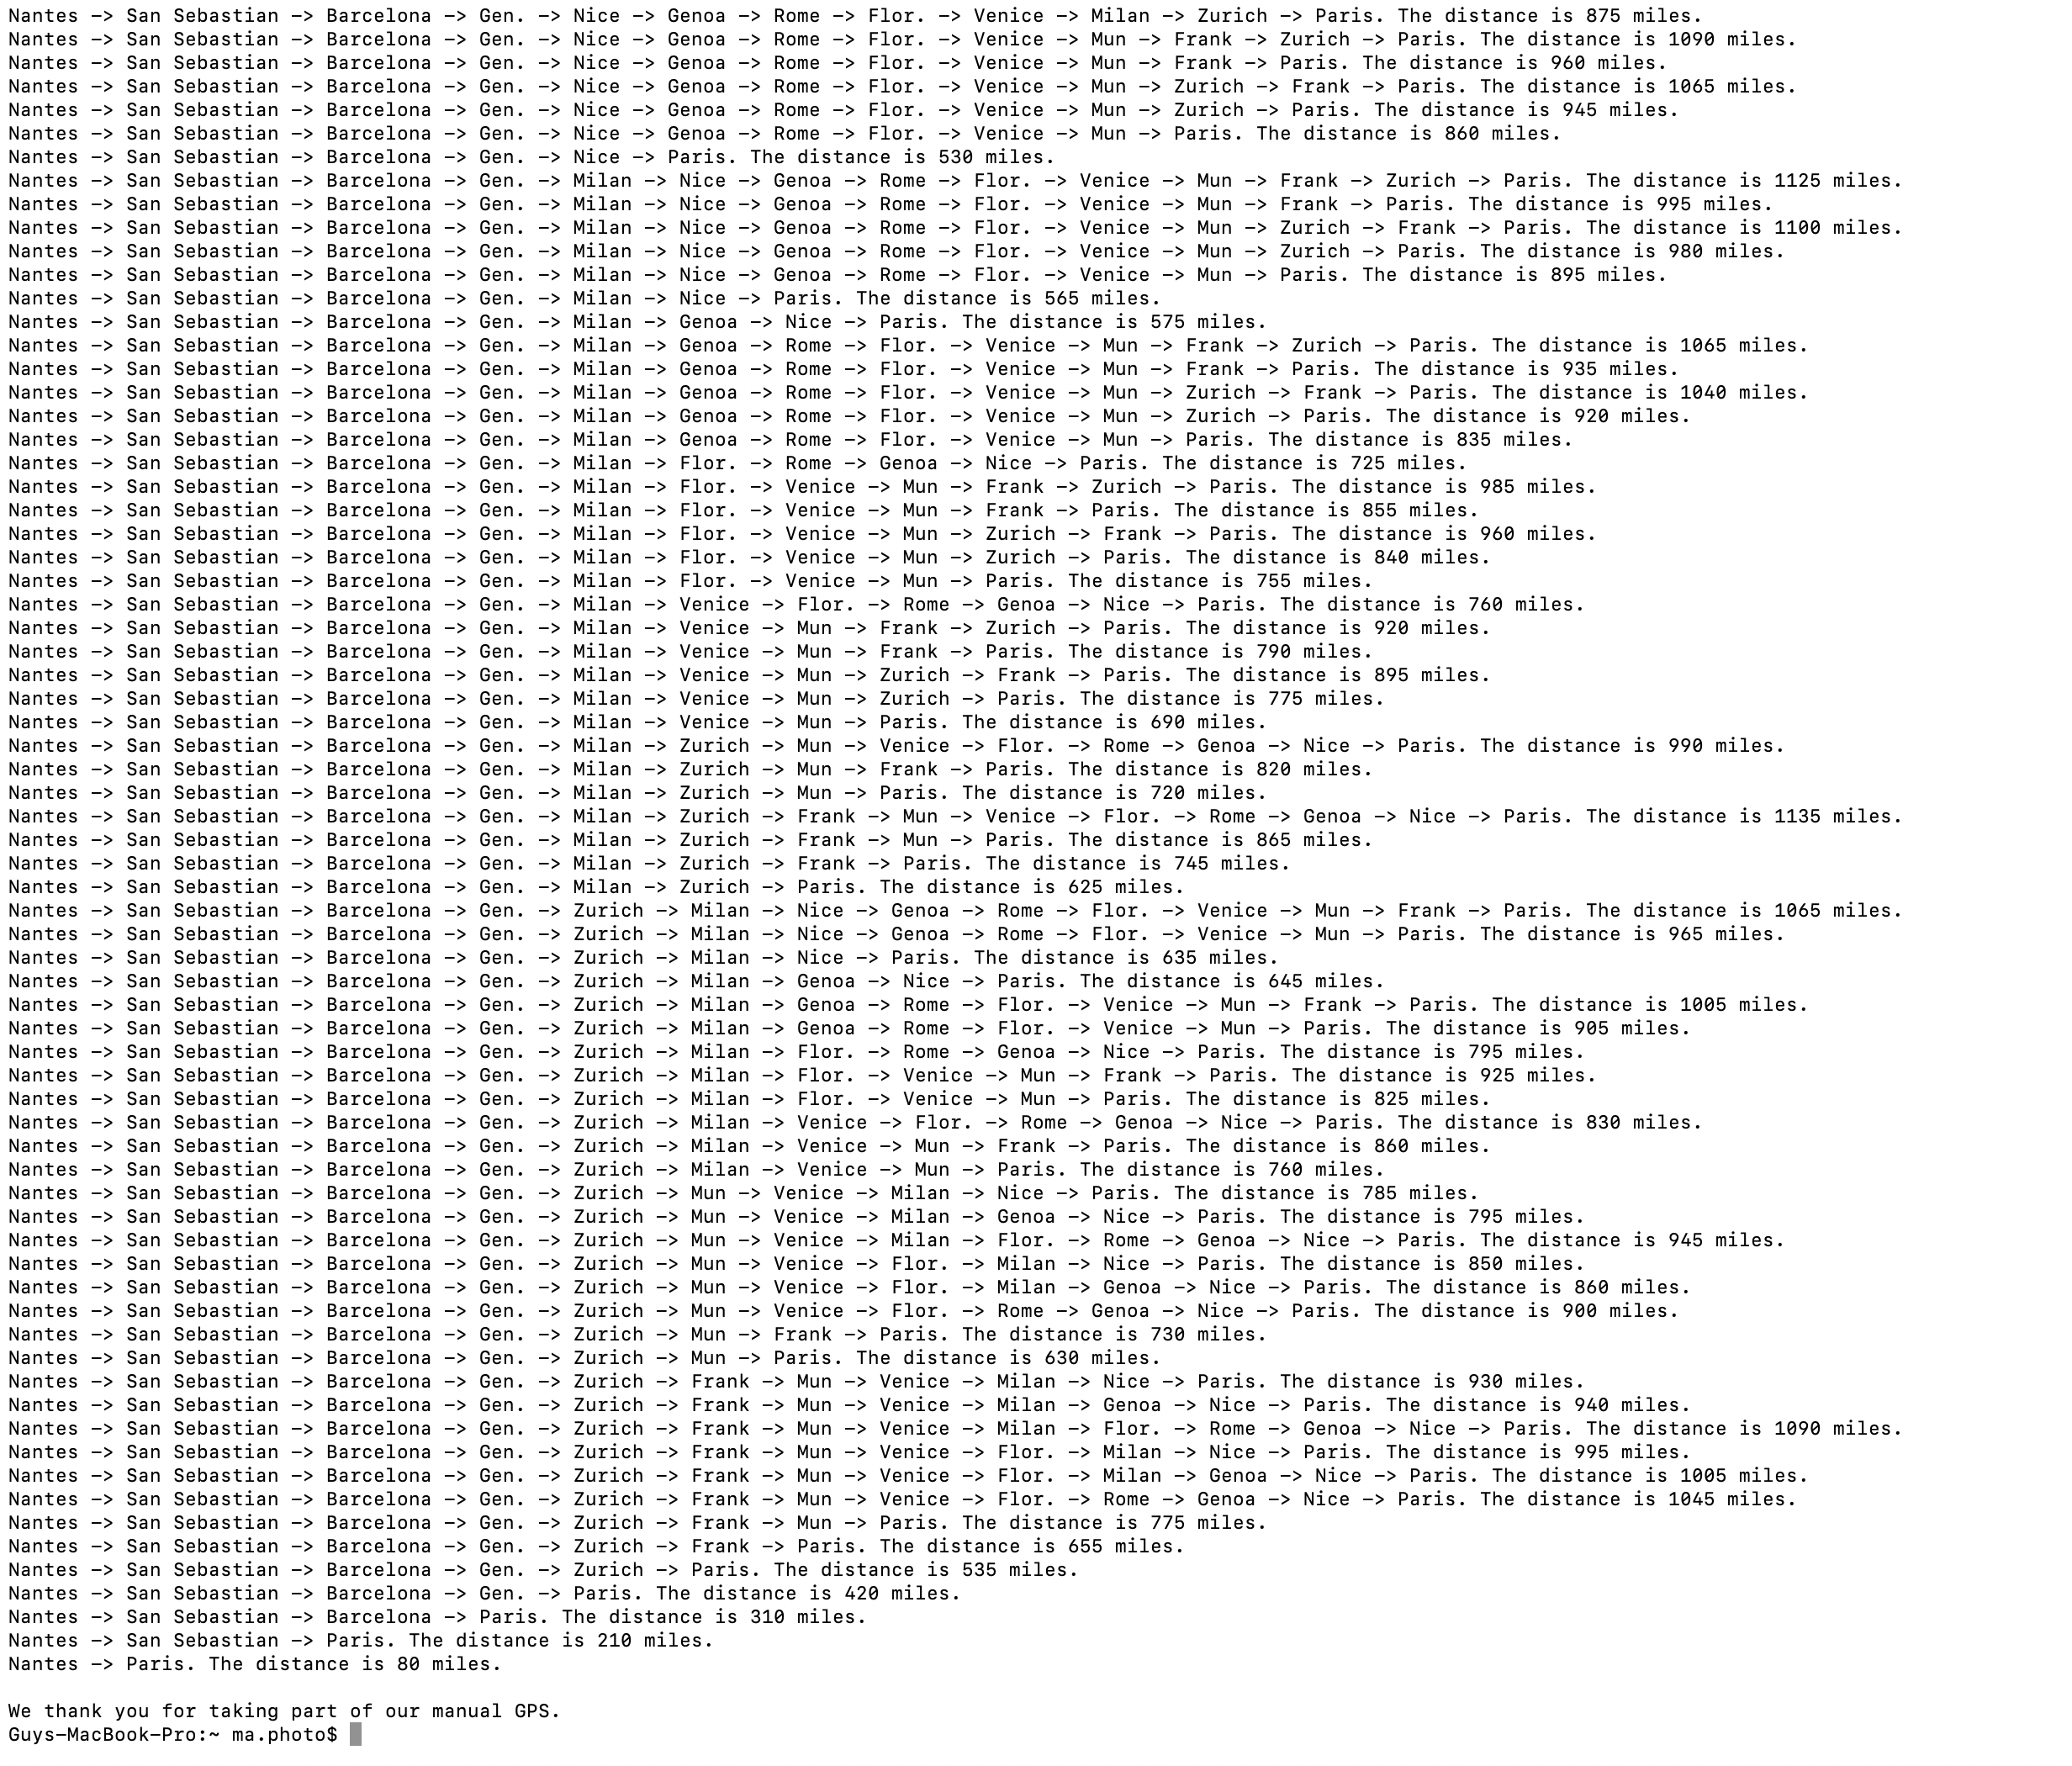 Nantes -> San Sebastian -> Barcelona -> Gen. -> Nice -> Genoa -> Rome -> Flor. -> Venice -> Milan -> Zurich -> Paris. The distance is 875 miles.
Nantes -> San Sebastian -> Barcelona -> Gen. -> Nice -> Genoa -> Rome -> Flor. -> Venice -> Mun -> Frank -> Zurich -> Paris. The distance is 1090 miles.
Nantes -> San Sebastian -> Barcelona -> Gen. -> Nice -> Genoa -> Rome -> Flor. -> Venice -> Mun -> Frank -> Paris. The distance is 960 miles.
Nantes -> San Sebastian -> Barcelona -> Gen. -> Nice -> Genoa -> Rome -> Flor. -> Venice -> Mun -> Zurich -> Frank -> Paris. The distance is 1065 miles.
Nantes -> San Sebastian -> Barcelona -> Gen. -> Nice -> Genoa -> Rome -> Flor. -> Venice -> Mun -> Zurich -> Paris. The distance is 945 miles.
Nantes -> San Sebastian -> Barcelona -> Gen. -> Nice -> Genoa -> Rome -> Flor. -> Venice -> Mun -> Paris. The distance is 860 miles.
Nantes -> San Sebastian -> Barcelona -> Gen. -> Nice -> Paris. The distance is 530 miles.
Nantes -> San Sebastian -> Barcelona -> Gen. -> Milan -> Nice -> Genoa -> Rome -> Flor. -> Venice -> Mun -> Frank -> Zurich -> Paris. The distance is 1125 miles.
Nantes -> San Sebastian -> Barcelona -> Gen. -> Milan -> Nice -> Genoa -> Rome -> Flor. -> Venice -> Mun -> Frank -> Paris. The distance is 995 miles.
Nantes -> San Sebastian -> Barcelona -> Gen. -> Milan -> Nice -> Genoa -> Rome -> Flor. -> Venice -> Mun -> Zurich -> Frank -> Paris. The distance is 1100 miles.
Nantes -> San Sebastian -> Barcelona -> Gen. -> Milan -> Nice -> Genoa -> Rome -> Flor. -> Venice -> Mun -> Zurich -> Paris. The distance is 980 miles.
Nantes -> San Sebastian -> Barcelona -> Gen. -> Milan -> Nice -> Genoa -> Rome -> Flor. -> Venice -> Mun -> Paris. The distance is 895 miles.
Nantes -> San Sebastian -> Barcelona -> Gen. -> Milan -> Nice -> Paris. The distance is 565 miles.
Nantes -> San Sebastian -> Barcelona -> Gen. -> Milan -> Genoa -> Nice -> Paris. The distance is 575 miles.
Nantes -> San Sebastian -> Barcelona -> Gen. -> Milan -> Genoa -> Rome -> Flor. -> Venice -> Mun -> Frank -> Zurich -> Paris. The distance is 1065 miles.
Nantes -> San Sebastian -> Barcelona -> Gen. -> Milan -> Genoa -> Rome -> Flor. -> Venice -> Mun -> Frank -> Paris. The distance is 935 miles.
Nantes -> San Sebastian -> Barcelona -> Gen. -> Milan -> Genoa -> Rome -> Flor. -> Venice -> Mun -> Zurich -> Frank -> Paris. The distance is 1040 miles.
Nantes -> San Sebastian -> Barcelona -> Gen. -> Milan -> Genoa -> Rome -> Flor. -> Venice -> Mun -> Zurich -> Paris. The distance is 920 miles.
Nantes -> San Sebastian -> Barcelona -> Gen. -> Milan -> Genoa -> Rome -> Flor. -> Venice -> Mun -> Paris. The distance is 835 miles.
Nantes -> San Sebastian -> Barcelona -> Gen. -> Milan -> Flor. -> Rome -> Genoa -> Nice -> Paris. The distance is 725 miles.
Nantes -> San Sebastian -> Barcelona -> Gen. -> Milan -> Flor. -> Venice -> Mun -> Frank -> Zurich -> Paris. The distance is 985 miles.
Nantes -> San Sebastian -> Barcelona -> Gen. -> Milan -> Flor. -> Venice -> Mun -> Frank -> Paris. The distance is 855 miles.
Nantes -> San Sebastian -> Barcelona -> Gen. -> Milan -> Flor. -> Venice -> Mun -> Zurich -> Frank -> Paris. The distance is 960 miles.
Nantes -> San Sebastian -> Barcelona -> Gen. -> Milan -> Flor. -> Venice -> Mun -> Zurich -> Paris. The distance is 840 miles.
Nantes -> San Sebastian -> Barcelona -> Gen. -> Milan -> Flor. -> Venice -> Mun -> Paris. The distance is 755 miles.
Nantes -> San Sebastian -> Barcelona -> Gen. -> Milan -> Venice -> Flor. -> Rome -> Genoa -> Nice -> Paris. The distance is 760 miles.
Nantes -> San Sebastian -> Barcelona -> Gen. -> Milan -> Venice -> Mun -> Frank -> Zurich -> Paris. The distance is 920 miles.
Nantes -> San Sebastian -> Barcelona -> Gen. -> Milan -> Venice -> Mun -> Frank -> Paris. The distance is 790 miles.
Nantes -> San Sebastian -> Barcelona -> Gen. -> Milan -> Venice -> Mun -> Zurich -> Frank -> Paris. The distance is 895 miles.
Nantes -> San Sebastian -> Barcelona -> Gen. -> Milan -> Venice -> Mun -> Zurich -> Paris. The distance is 775 miles.
Nantes -> San Sebastian -> Barcelona -> Gen. -> Milan -> Venice -> Mun -> Paris. The distance is 690 miles.
Nantes -> San Sebastian -> Barcelona -> Gen. -> Milan -> Zurich -> Mun -> Venice -> Flor. -> Rome -> Genoa -> Nice -> Paris. The distance is 990 miles.
Nantes -> San Sebastian -> Barcelona -> Gen. -> Milan -> Zurich -> Mun -> Frank -> Paris. The distance is 820 miles.
Nantes -> San Sebastian -> Barcelona -> Gen. -> Milan -> Zurich -> Mun -> Paris. The distance is 720 miles.
Nantes -> San Sebastian -> Barcelona -> Gen. -> Milan -> Zurich -> Frank -> Mun -> Venice -> Flor. -> Rome -> Genoa -> Nice -> Paris. The distance is 1135 miles.
Nantes -> San Sebastian -> Barcelona -> Gen. -> Milan -> Zurich -> Frank -> Mun -> Paris. The distance is 865 miles.
Nantes -> San Sebastian -> Barcelona -> Gen. -> Milan -> Zurich -> Frank -> Paris. The distance is 745 miles.
Nantes -> San Sebastian -> Barcelona -> Gen. -> Milan -> Zurich -> Paris. The distance is 625 miles.
Nantes -> San Sebastian -> Barcelona -> Gen. -> Zurich -> Milan -> Nice -> Genoa -> Rome -> Flor. -> Venice -> Mun -> Frank -> Paris. The distance is 1065 miles.
Nantes -> San Sebastian -> Barcelona -> Gen. -> Zurich -> Milan -> Nice -> Genoa -> Rome -> Flor. -> Venice -> Mun -> Paris. The distance is 965 miles.
Nantes -> San Sebastian -> Barcelona -> Gen. -> Zurich -> Milan -> Nice -> Paris. The distance is 635 miles.
Nantes -> San Sebastian -> Barcelona -> Gen. -> Zurich -> Milan -> Genoa -> Nice -> Paris. The distance is 645 miles.
Nantes -> San Sebastian -> Barcelona -> Gen. -> Zurich -> Milan -> Genoa -> Rome -> Flor. -> Venice -> Mun -> Frank -> Paris. The distance is 1005 miles.
Nantes -> San Sebastian -> Barcelona -> Gen. -> Zurich -> Milan -> Genoa -> Rome -> Flor. -> Venice -> Mun -> Paris. The distance is 905 miles.
Nantes -> San Sebastian -> Barcelona -> Gen. -> Zurich -> Milan -> Flor. -> Rome -> Genoa -> Nice -> Paris. The distance is 795 miles.
Nantes -> San Sebastian -> Barcelona -> Gen. -> Zurich -> Milan -> Flor. -> Venice -> Mun -> Frank -> Paris. The distance is 925 miles.
Nantes -> San Sebastian -> Barcelona -> Gen. -> Zurich -> Milan -> Flor. -> Venice -> Mun -> Paris. The distance is 825 miles.
Nantes -> San Sebastian -> Barcelona -> Gen. -> Zurich -> Milan -> Venice -> Flor. -> Rome -> Genoa -> Nice -> Paris. The distance is 830 miles.
Nantes -> San Sebastian -> Barcelona -> Gen. -> Zurich -> Milan -> Venice -> Mun -> Frank -> Paris. The distance is 860 miles.
Nantes -> San Sebastian -> Barcelona -> Gen. -> Zurich -> Milan -> Venice -> Mun -> Paris. The distance is 760 miles.
Nantes -> San Sebastian -> Barcelona -> Gen. -> Zurich -> Mun -> Venice -> Milan -> Nice -> Paris. The distance is 785 miles.
Nantes -> San Sebastian -> Barcelona -> Gen. -> Zurich -> Mun -> Venice -> Milan -> Genoa -> Nice -> Paris. The distance is 795 miles.
Nantes -> San Sebastian -> Barcelona -> Gen. -> Zurich -> Mun -> Venice -> Milan -> Flor. -> Rome -> Genoa -> Nice -> Paris. The distance is 945 miles.
Nantes -> San Sebastian -> Barcelona -> Gen. -> Zurich -> Mun -> Venice -> Flor. -> Milan -> Nice -> Paris. The distance is 850 miles.
Nantes -> San Sebastian -> Barcelona -> Gen. -> Zurich -> Mun -> Venice -> Flor. -> Milan -> Genoa -> Nice -> Paris. The distance is 860 miles.
Nantes -> San Sebastian -> Barcelona -> Gen. -> Zurich -> Mun -> Venice -> Flor. -> Rome -> Genoa -> Nice -> Paris. The distance is 900 miles.
Nantes -> San Sebastian -> Barcelona -> Gen. -> Zurich -> Mun -> Frank -> Paris. The distance is 730 miles.
Nantes -> San Sebastian -> Barcelona -> Gen. -> Zurich -> Mun -> Paris. The distance is 630 miles.
Nantes -> San Sebastian -> Barcelona -> Gen. -> Zurich -> Frank -> Mun -> Venice -> Milan -> Nice -> Paris. The distance is 930 miles.
Nantes -> San Sebastian -> Barcelona -> Gen. -> Zurich -> Frank -> Mun -> Venice -> Milan -> Genoa -> Nice -> Paris. The distance is 940 miles.
Nantes -> San Sebastian -> Barcelona -> Gen. -> Zurich -> Frank -> Mun -> Venice -> Milan -> Flor. -> Rome -> Genoa -> Nice -> Paris. The distance is 1090 miles.
Nantes -> San Sebastian -> Barcelona -> Gen. -> Zurich -> Frank -> Mun -> Venice -> Flor. -> Milan -> Nice -> Paris. The distance is 995 miles.
Nantes -> San Sebastian -> Barcelona -> Gen. -> Zurich -> Frank -> Mun -> Venice -> Flor. -> Milan -> Genoa -> Nice -> Paris. The distance is 1005 miles.
Nantes -> San Sebastian -> Barcelona -> Gen. -> Zurich -> Frank -> Mun -> Venice -> Flor. -> Rome -> Genoa -> Nice -> Paris. The distance is 1045 miles.
Nantes -> San Sebastian -> Barcelona -> Gen. -> Zurich -> Frank -> Mun -> Paris. The distance is 775 miles.
Nantes -> San Sebastian -> Barcelona -> Gen. -> Zurich -> Frank -> Paris. The distance is 655 miles.
Nantes -> San Sebastian -> Barcelona -> Gen. -> Zurich -> Paris. The distance is 535 miles.
Nantes -> San Sebastian -> Barcelona -> Gen. -> Paris. The distance is 420 miles.
Nantes -> San Sebastian -> Barcelona -> Paris. The distance is 310 miles.
Nantes -> San Sebastian -> Paris. The distance is 210 miles.
Nantes -> Paris. The distance is 80 miles.
We thank you for taking part of our manual GPS.
Guys-MacBook-Pro:~ ma.photo$